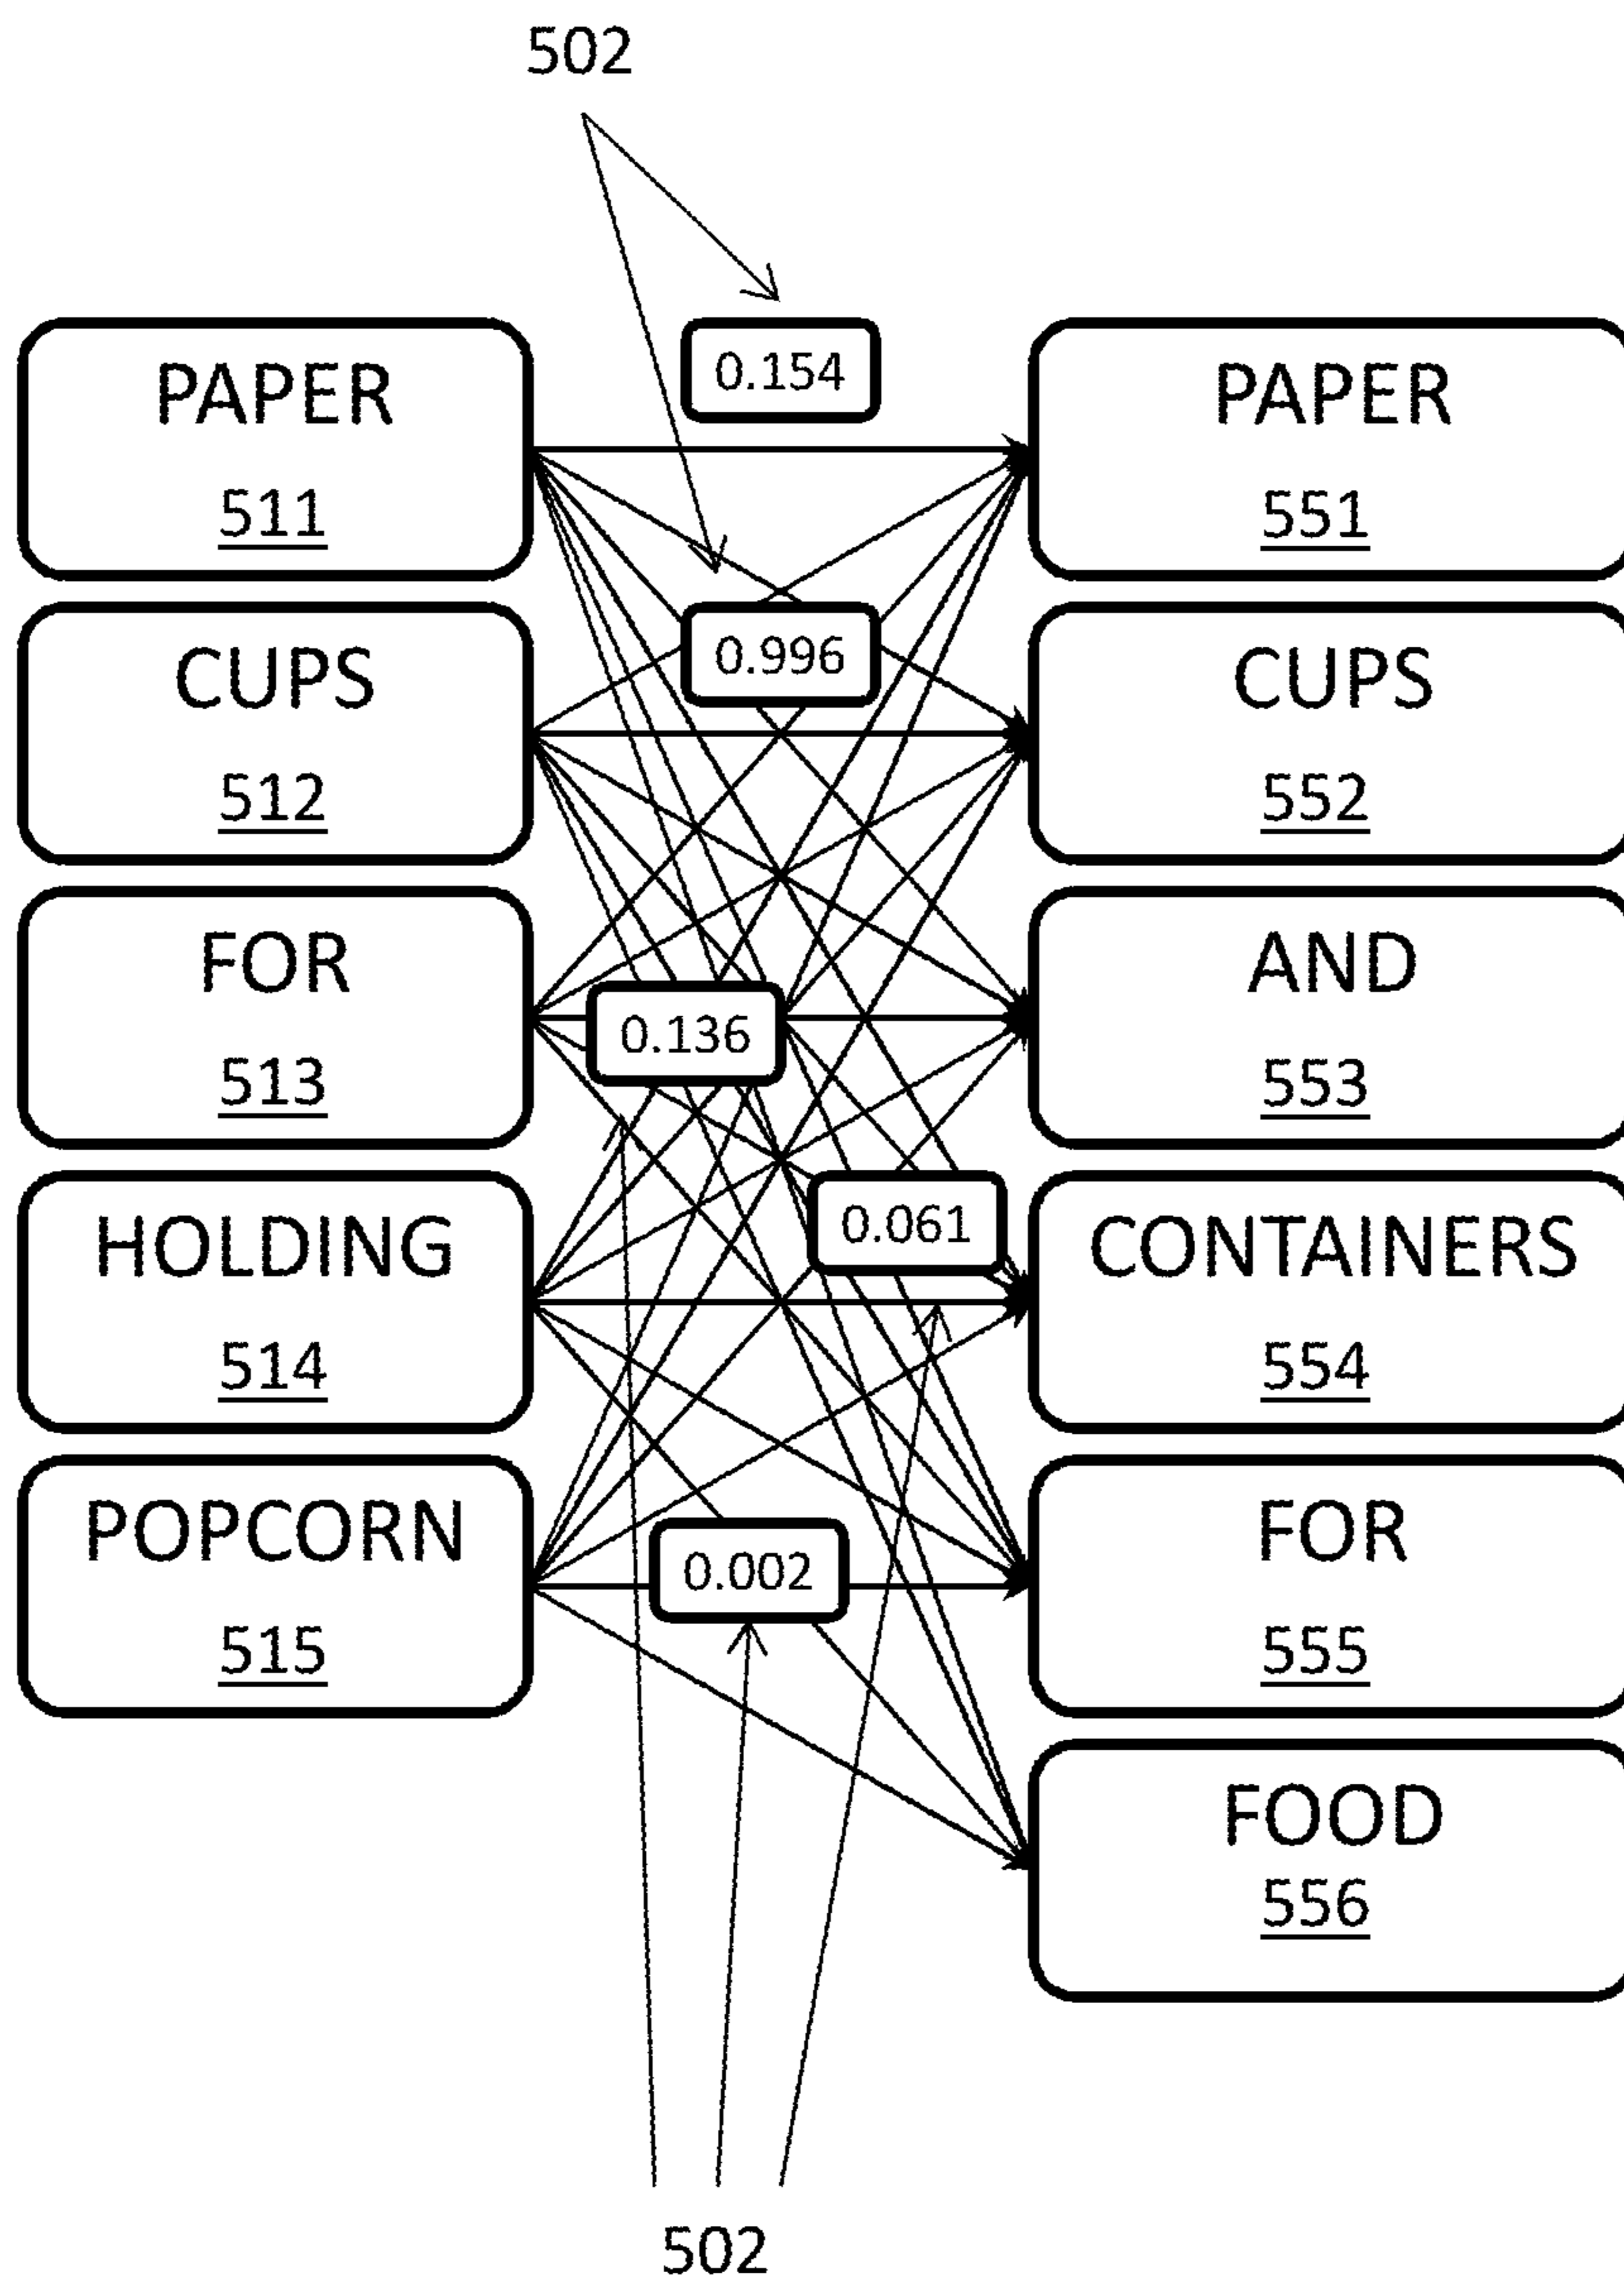 502
0.154
PAPER
511
PAPER
551
0.996
CUPS
512
CUPS
552
FOR
513
0.136
AND
553
HOLDING
514
0.061
CONTAINERS
554
POPCORN
515
0.002
FOR
555
FOOD
556
502